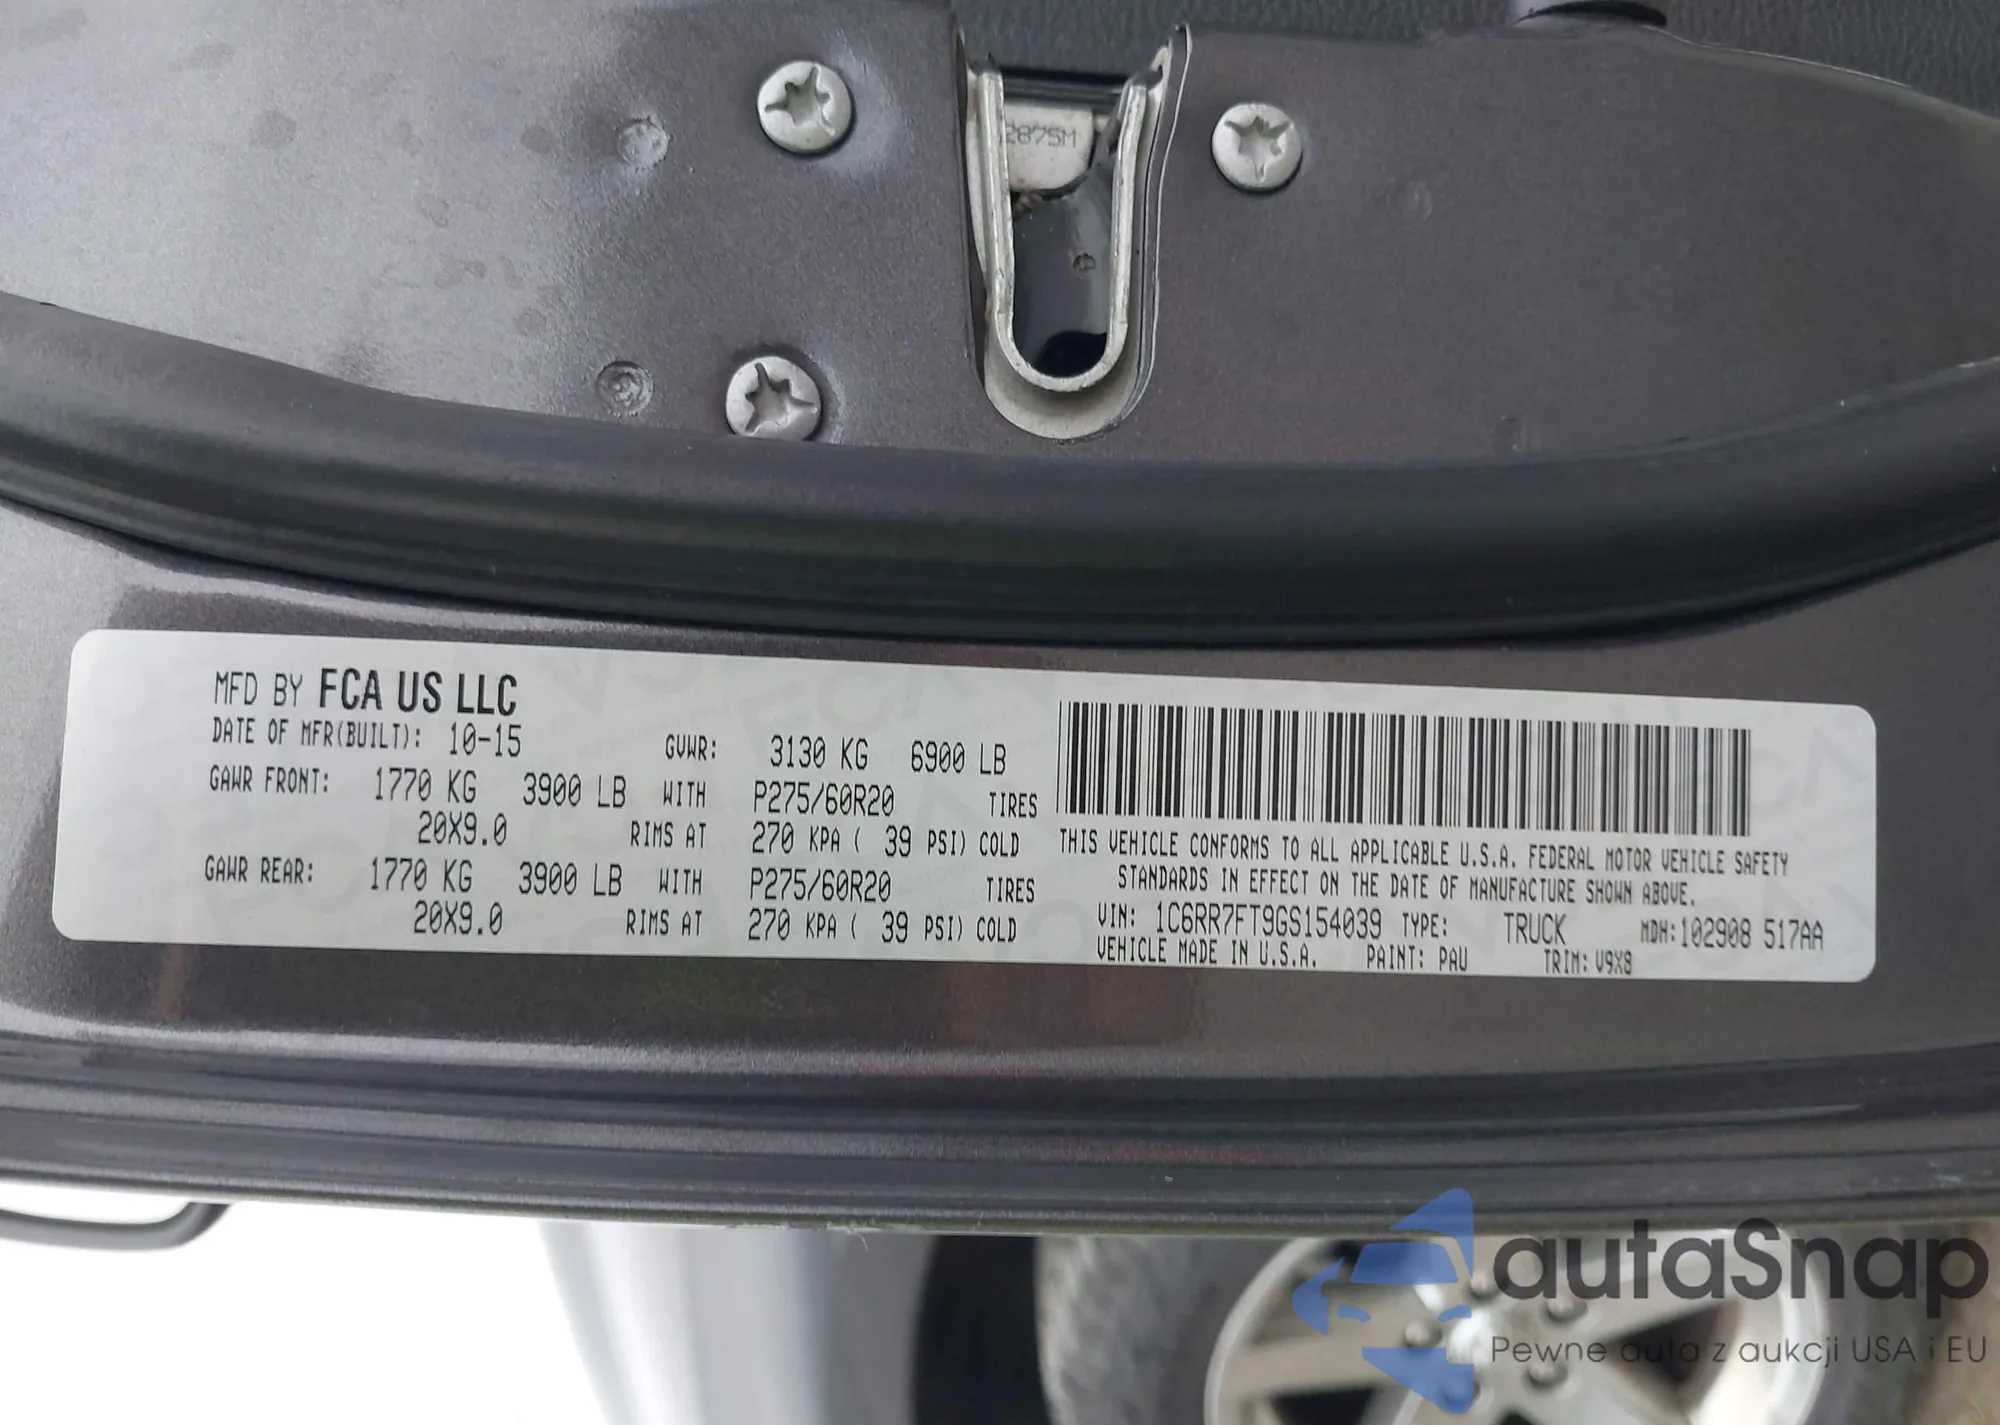 2875M
MFD BY FCA US LLC
DATE OF MFR(BUILT): 10-15 GVWR: 3130 KG 6900 LB
GAWR FRONT: 1770 KG 3900 LB WITH P275/60R20 TIRES
20X9.0 RIMS AT 270 KPA ( 39 PSI) COLD
GAWR REAR: 1770 KG 3900 LB WITH P275/60R20 TIRES
20X9.0 RIMS AT 270 KPA ( 39 PSI) COLD
THIS VEHICLE CONFORMS TO ALL APPLICABLE U.S.A. FEDERAL MOTOR VEHICLE SAFETY
STANDARDS IN EFFECT ON THE DATE OF MANUFACTURE SHOWN ABOVE.
VIN: 1C6RR7FT9GS154039 TYPE: TRUCK MDH:102908 517AA
VEHICLE MADE IN U.S.A. PAINT: PAU TRIM: V9X8
autaSnap
Pewne auta z aukcji USA i EU